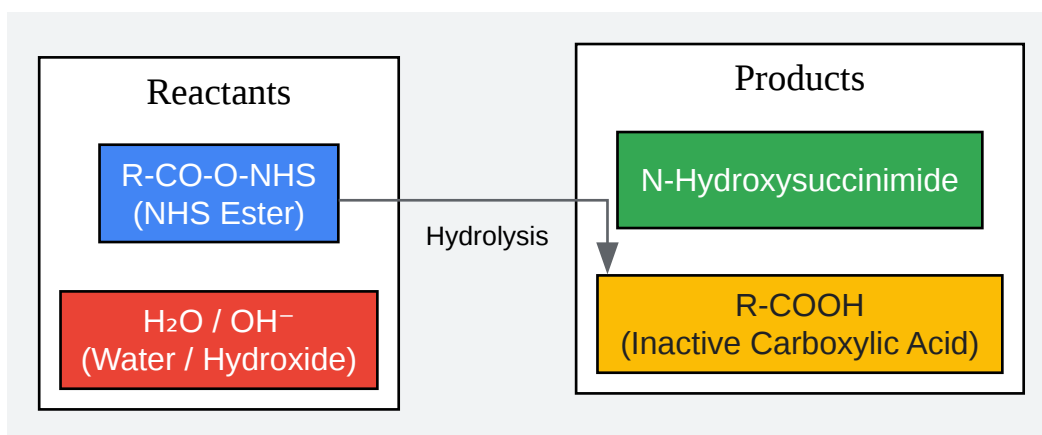 Reactants
R-CO-O-NHS
(NHS Ester)
H₂O / OH⁻
(Water / Hydroxide)
Hydrolysis
Products
N-Hydroxysuccinimide
R-COOH
(Inactive Carboxylic Acid)